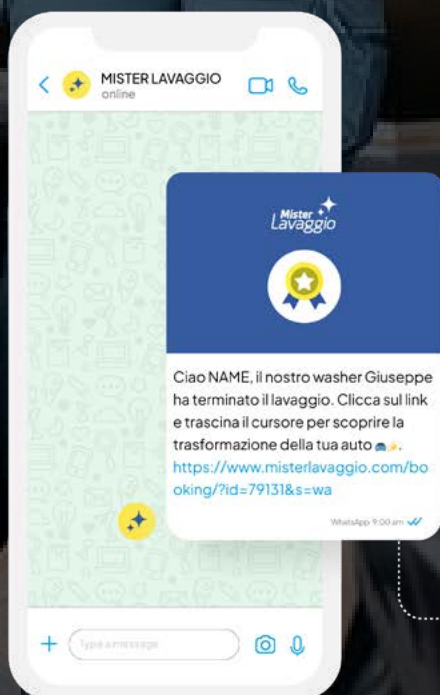 MISTER LAVAGGIO
online
Mister
Lavaggio
Ciao NAME, il nostro washer Giuseppe
ha terminato il lavaggio. Clicca sul link
e trascina il cursore per scoprire la
trasformazione della tua auto 🚘✨.
https://www.misterlavaggio.com/bo
oking/?id=79131&s=wa
WhatsApp 9:00 am
Type a message